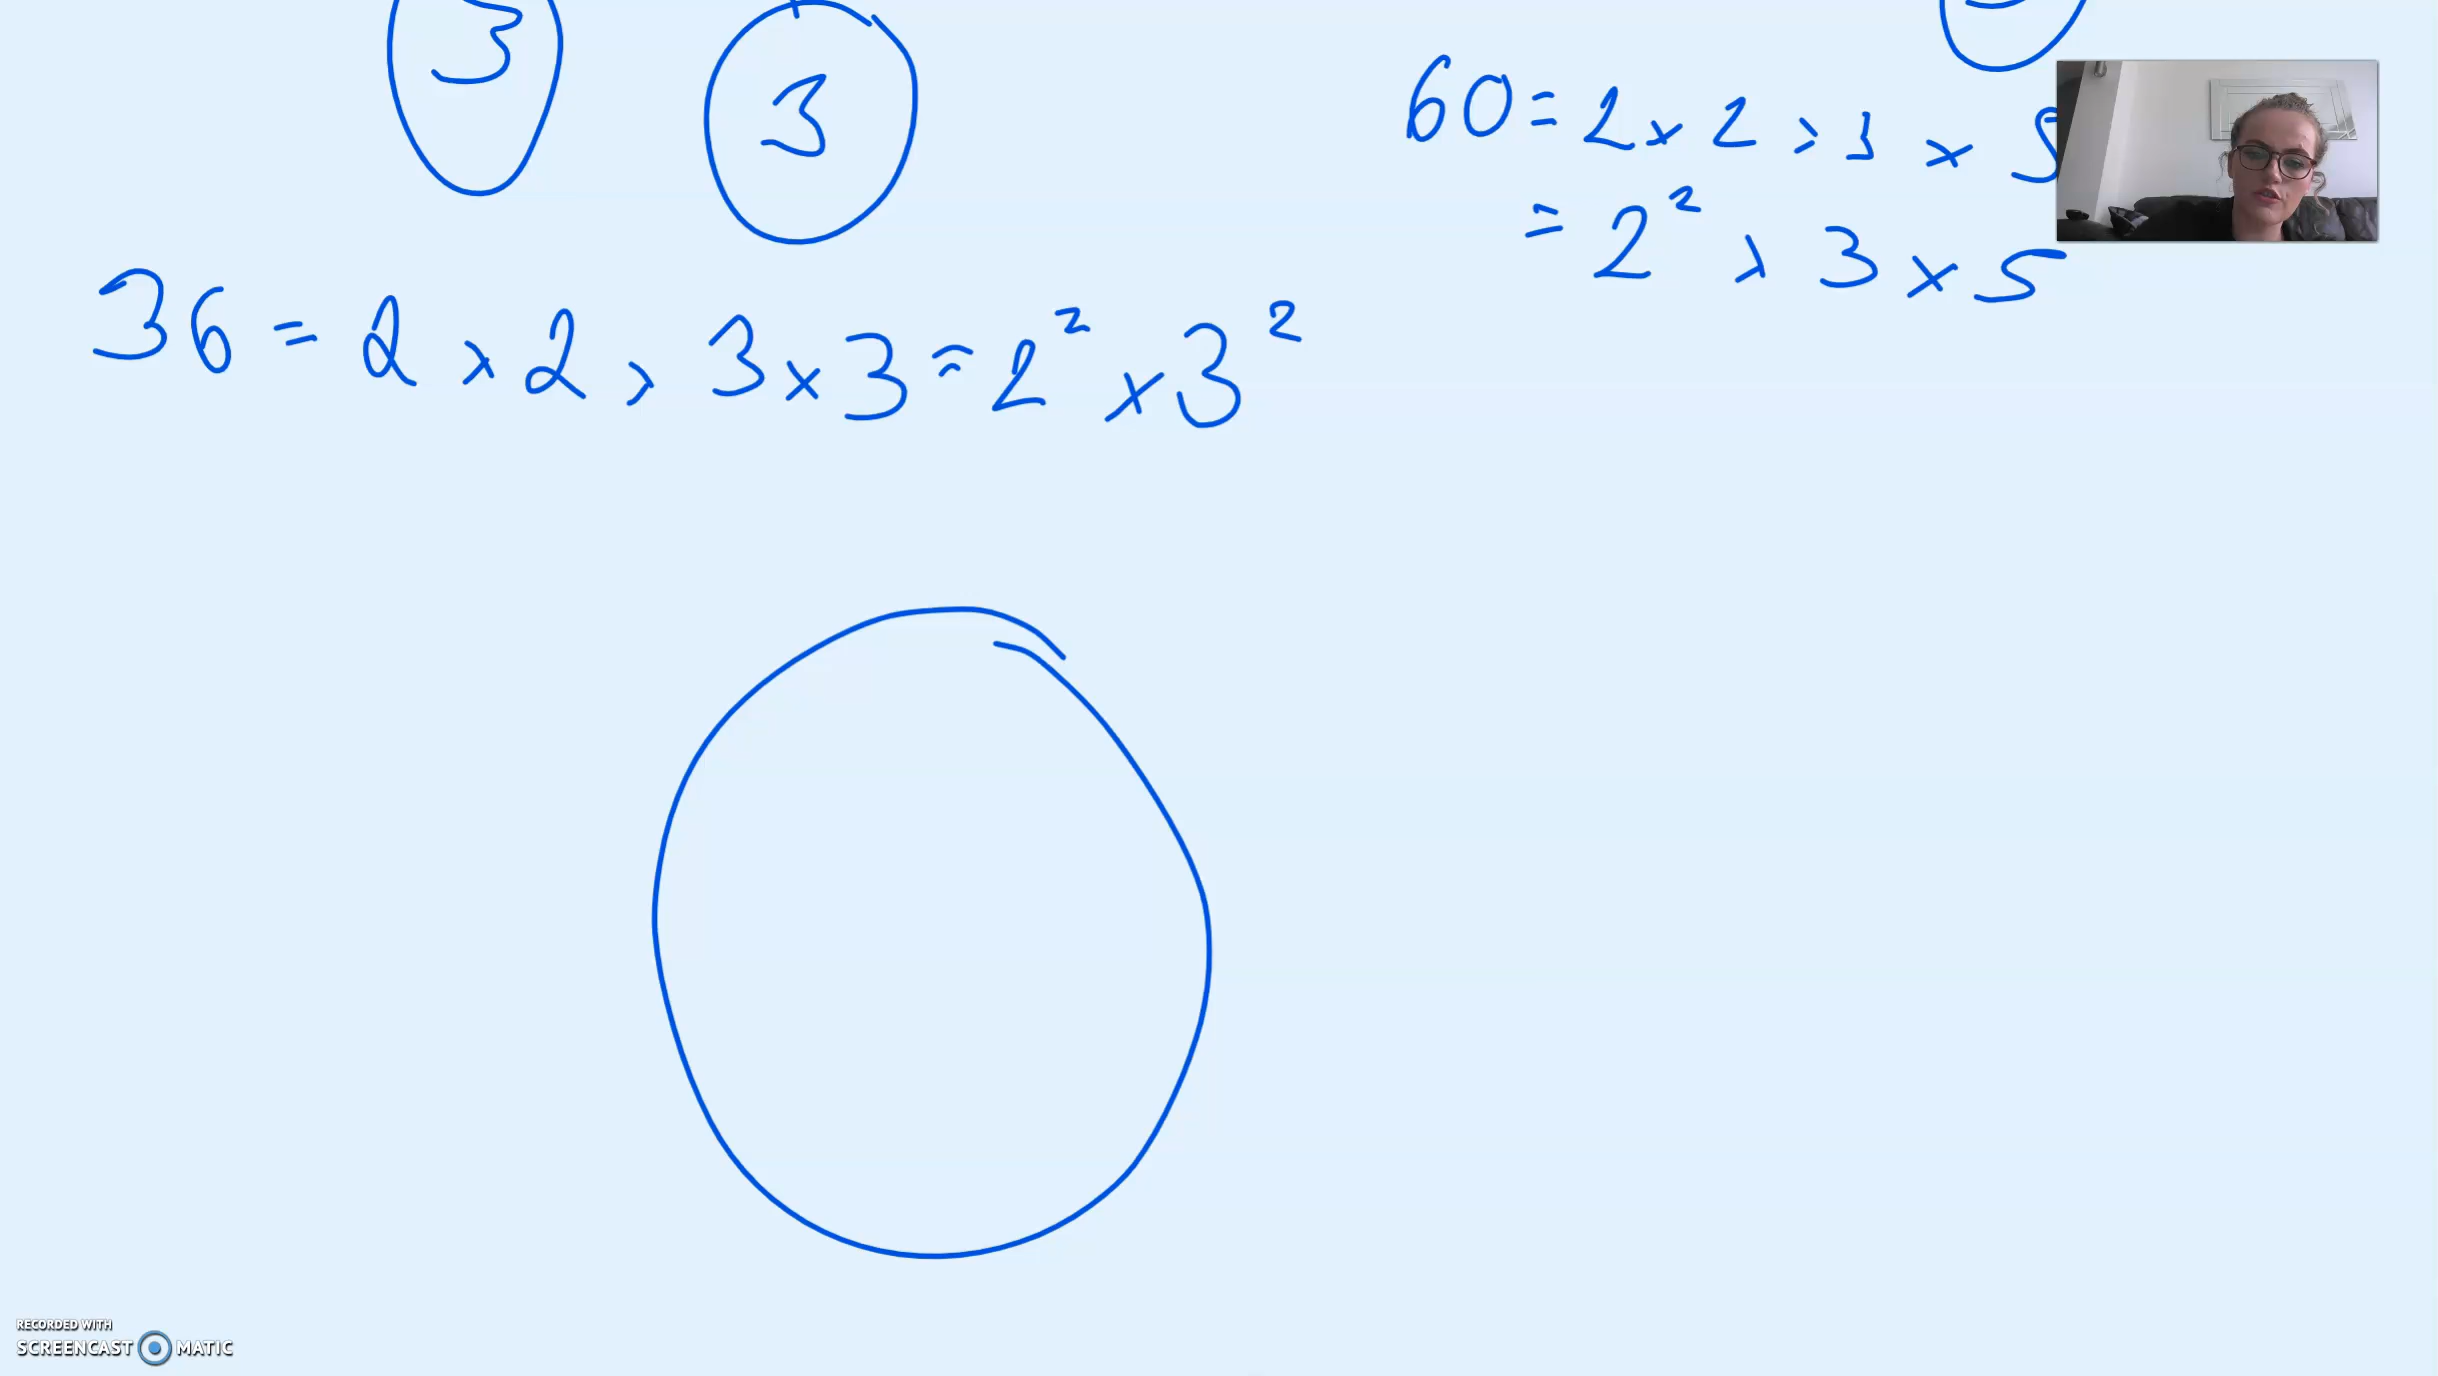 3
3
60 = 2 x 2 x 3 x 5
= 2² x 3 x 5
36 = 2 x 2 x 3 x 3 = 2² x 3²
RECORDED WITH
SCREENCAST MATIC